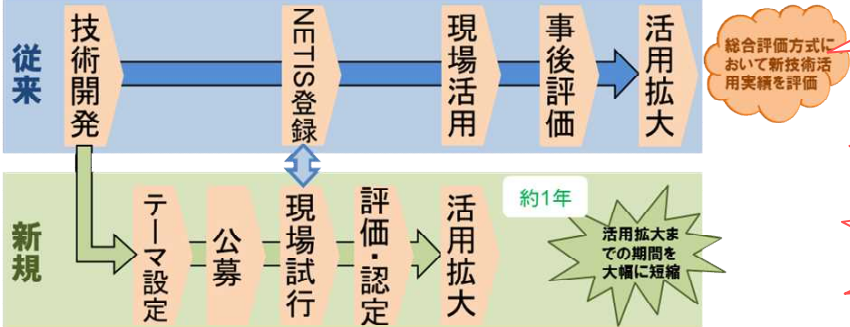 従来
技術開発
NETIS登録
現場活用
事後評価
活用拡大
総合評価方式に
おいて新技術活
用実績を評価
新規
テーマ設定
公募
現場試行
評価・認定
活用拡大
約1年
活用拡大ま
での期間を
大幅に短縮